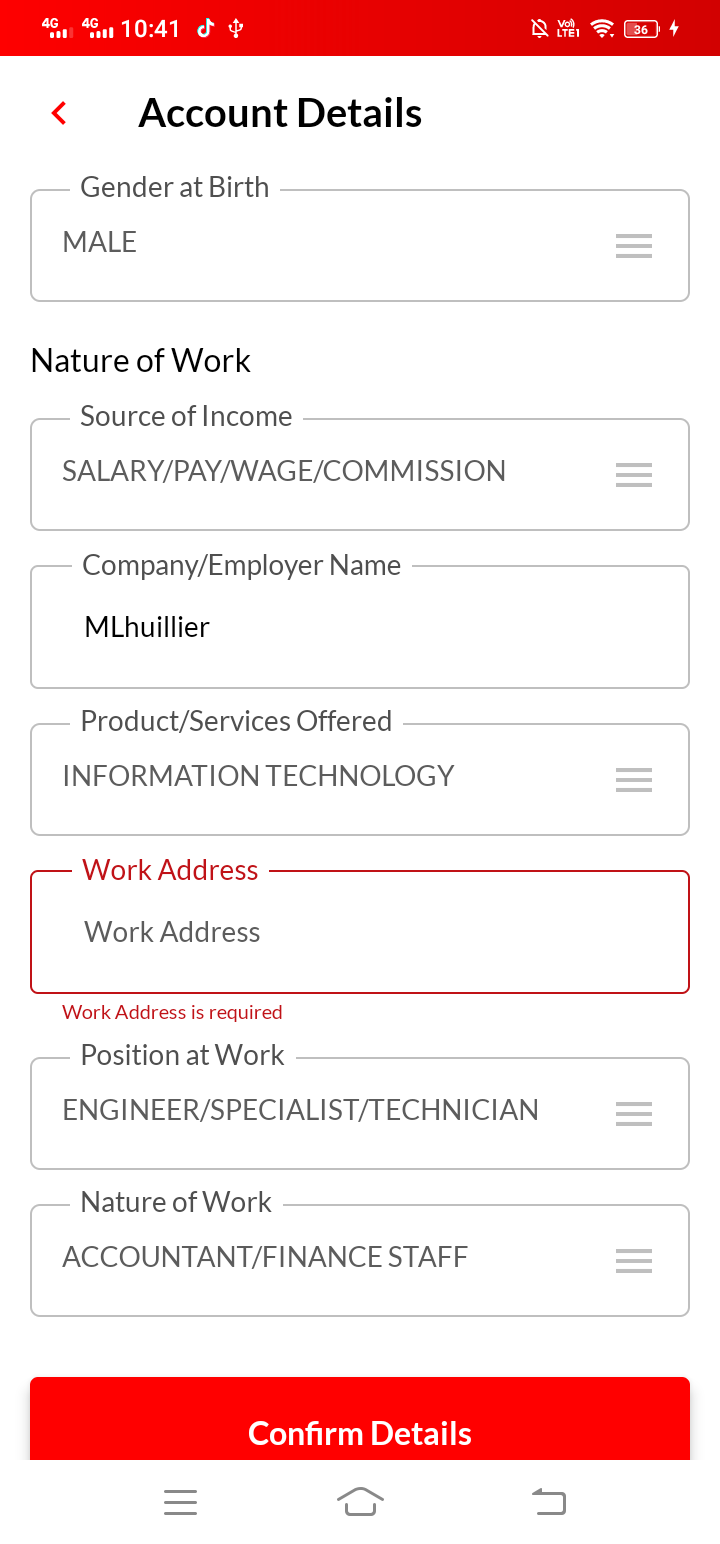 4G 4G 10:41 VoD LTE1 36
Account Details
Gender at Birth
MALE
Nature of Work
Source of Income
SALARY/PAY/WAGE/COMMISSION
Company/Employer Name
MLhuillier
Product/Services Offered
INFORMATION TECHNOLOGY
Work Address
Work Address
Work Address is required
Position at Work
ENGINEER/SPECIALIST/TECHNICIAN
Nature of Work
ACCOUNTANT/FINANCE STAFF
Confirm Details